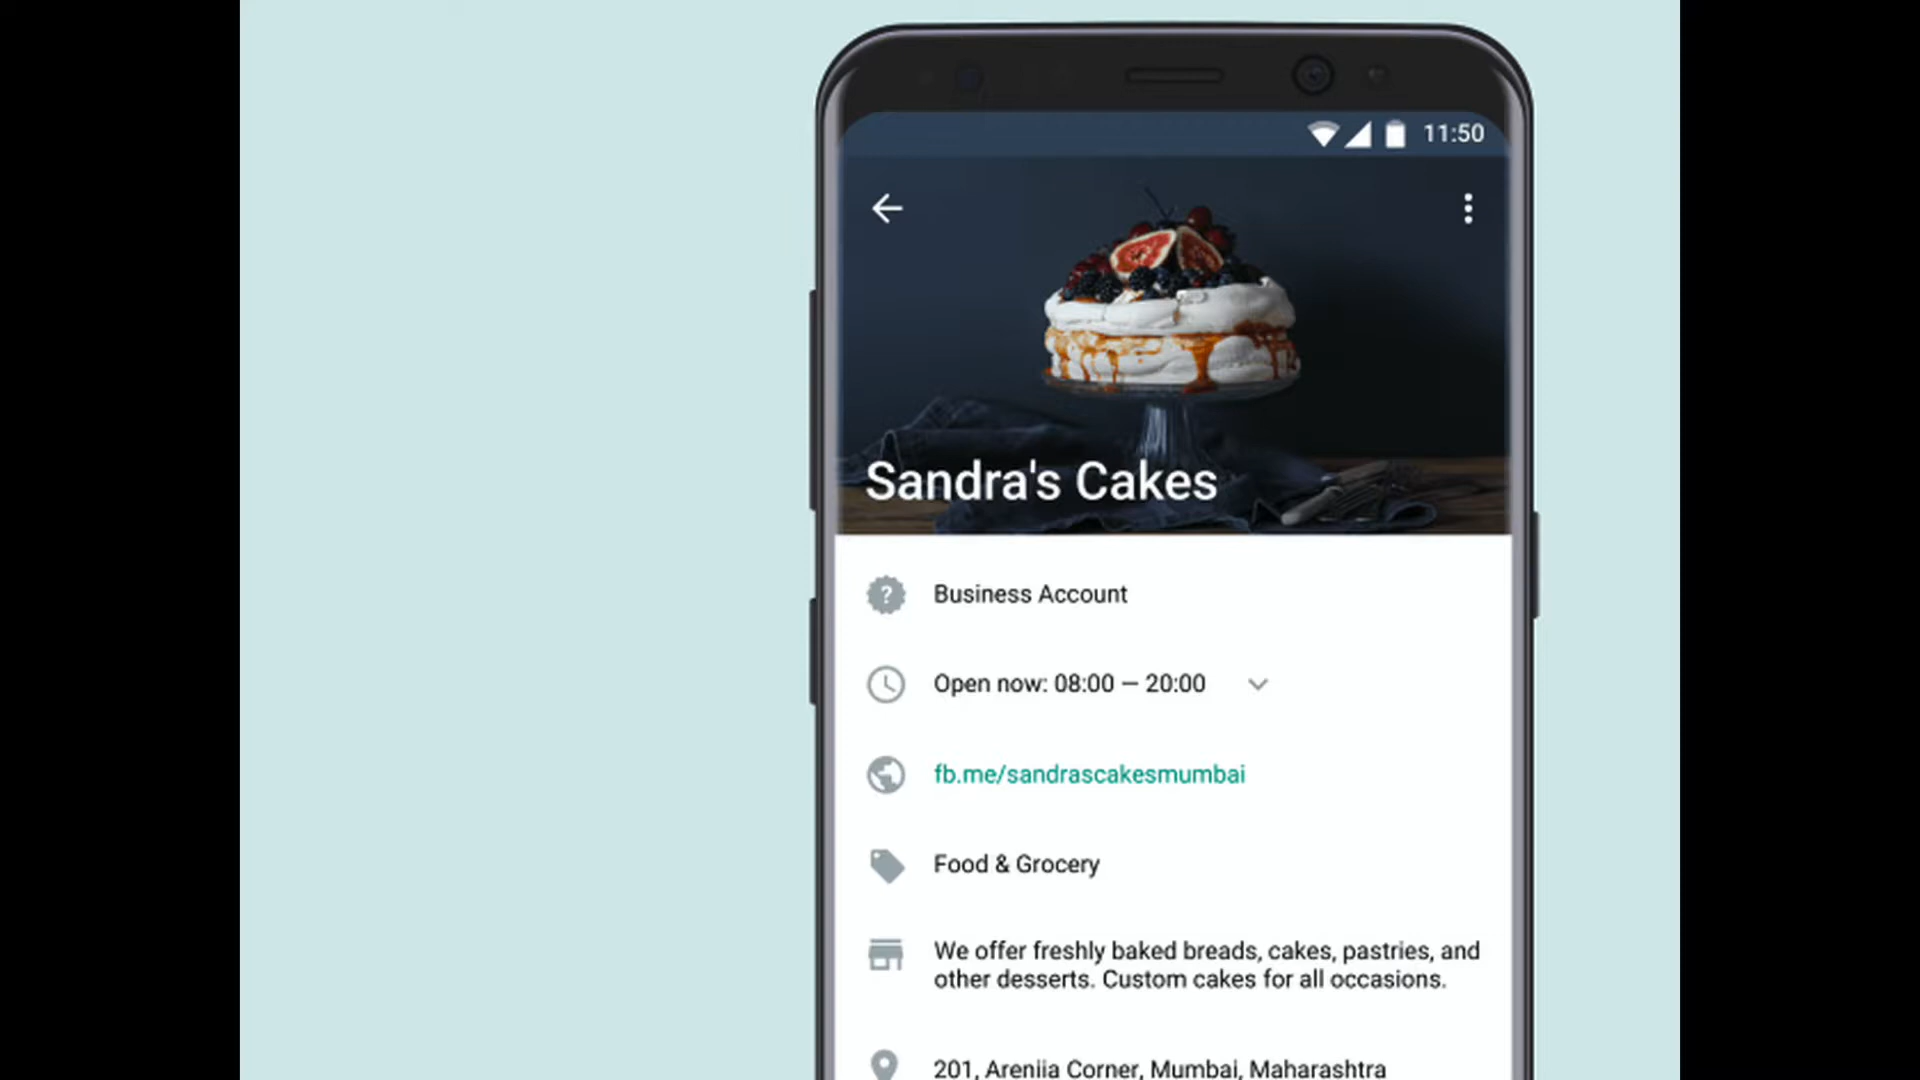 11:50
Sandra's Cakes
Business Account
Open now: 08:00 – 20:00
fb.me/sandrascakesmumbai
Food & Grocery
We offer freshly baked breads, cakes, pastries, and
other desserts. Custom cakes for all occasions.
201, Areniia Corner, Mumbai, Maharashtra